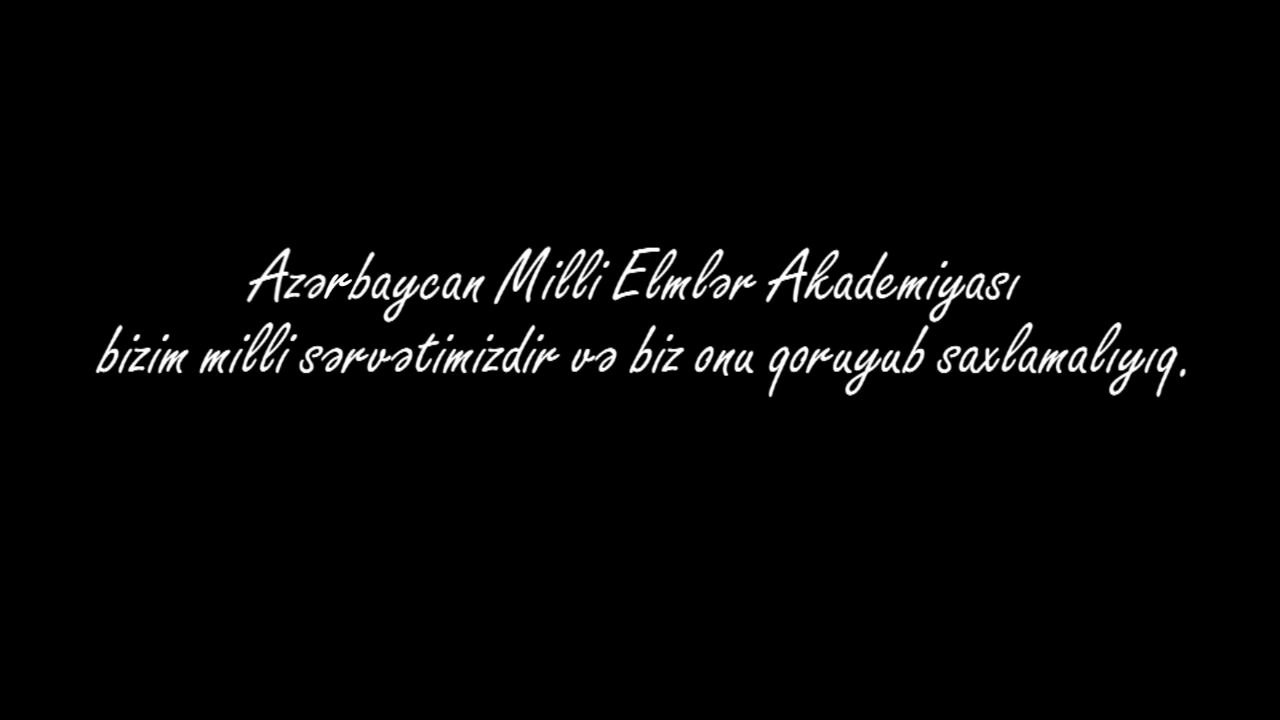 Azərbaycan Milli Elmlər Akademiyası
bizim milli sərvətimizdir və biz onu qoruyub saxlamalıyıq.